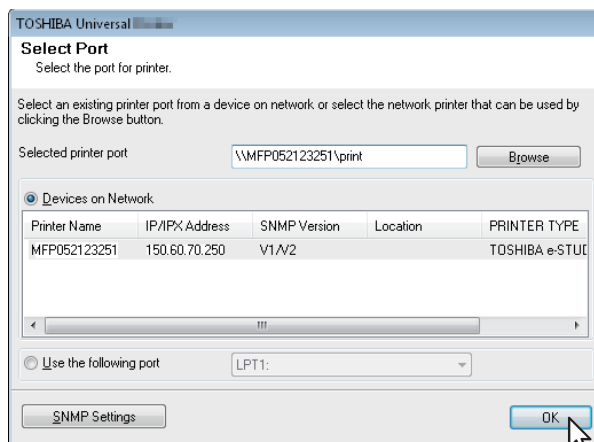 TOSHIBA Universal
Select Port
Select the port for printer.
Select an existing printer port from a device on network or select the network printer that can be used by
clicking the Browse button.
Selected printer port \\MFP052123251\print Browse
Devices on Network
Printer Name IP/IPX Address SNMP Version Location PRINTER TYPE
MFP052123251 150.60.70.250 V1/V2 TOSHIBA e-STUD
Use the following port LPT1:
SNMP Settings OK